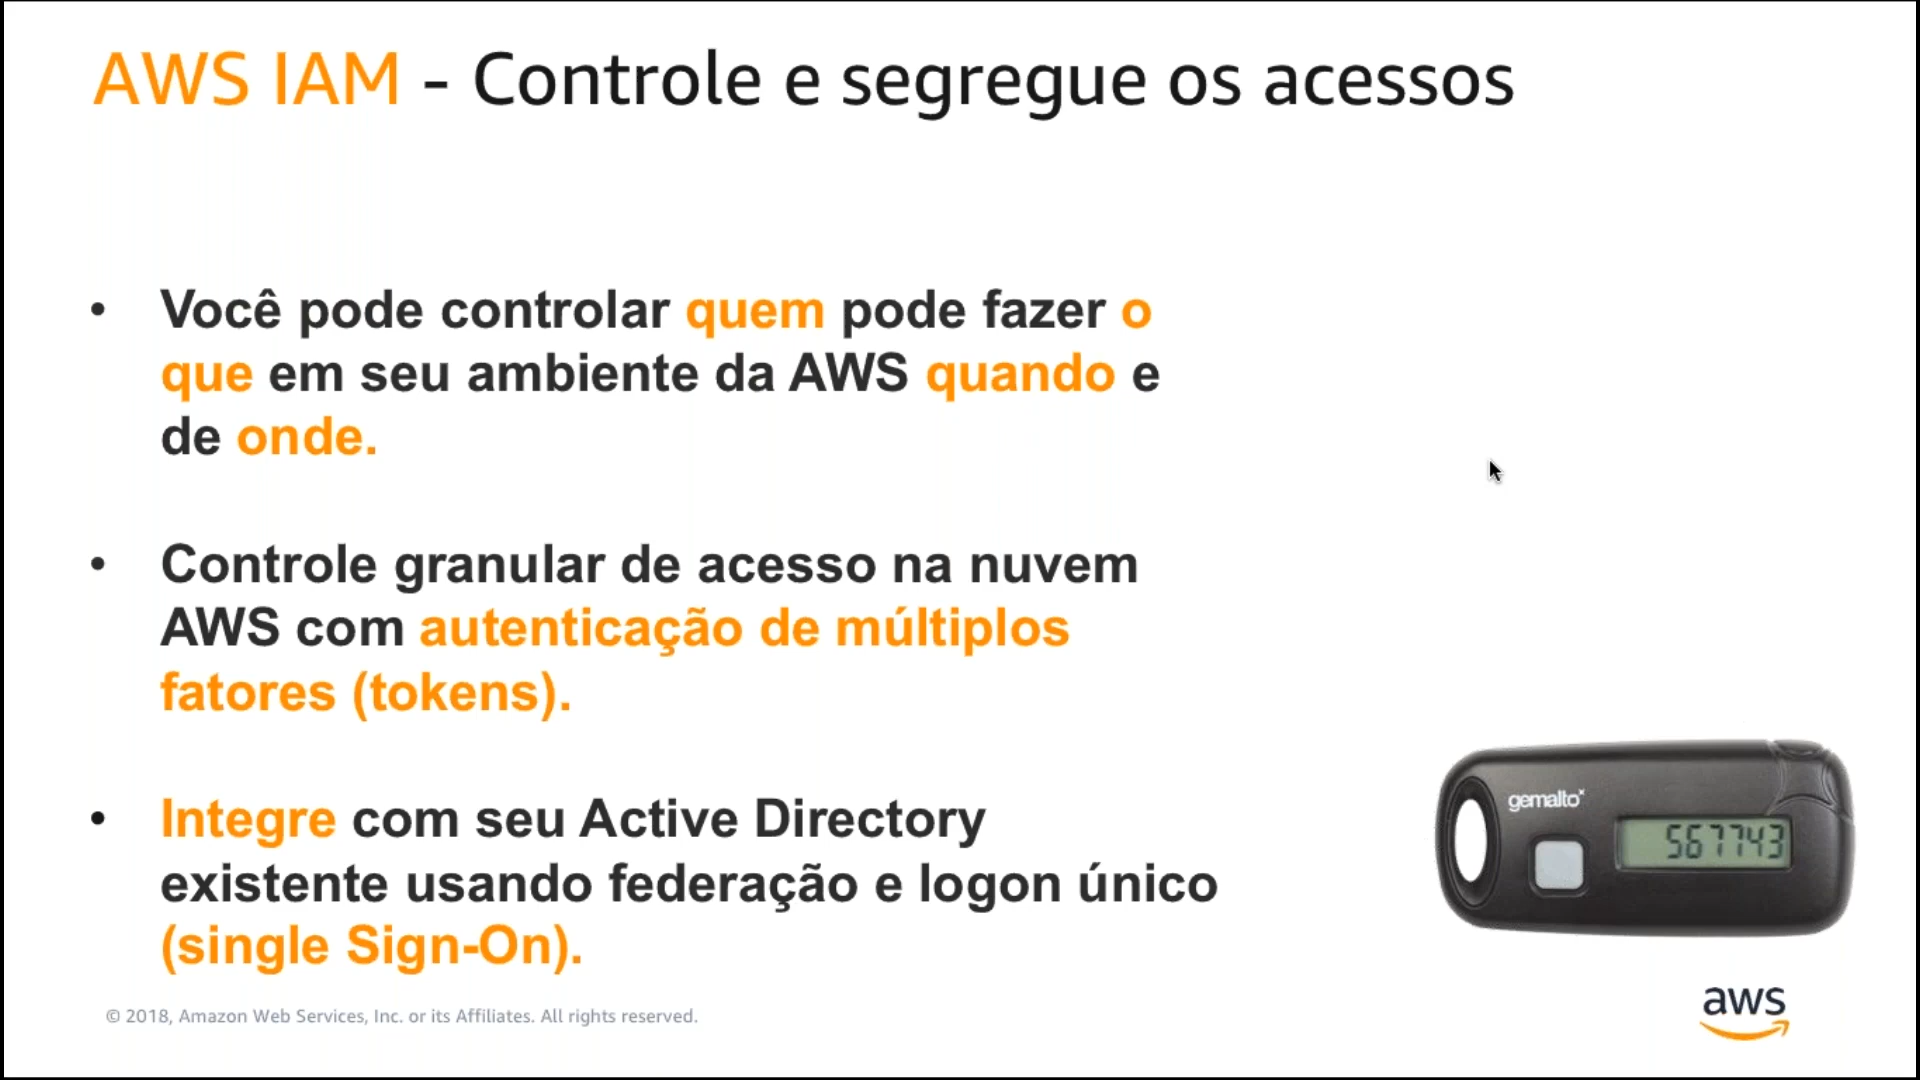 AWS IAM - Controle e segregue os acessos
• Você pode controlar quem pode fazer o
que em seu ambiente da AWS quando e
de onde.
• Controle granular de acesso na nuvem
AWS com autenticação de múltiplos
fatores (tokens).
• Integre com seu Active Directory
existente usando federação e logon único
(single Sign-On).
gemalto
567743
© 2018, Amazon Web Services, Inc. or its Affiliates. All rights reserved.
aws